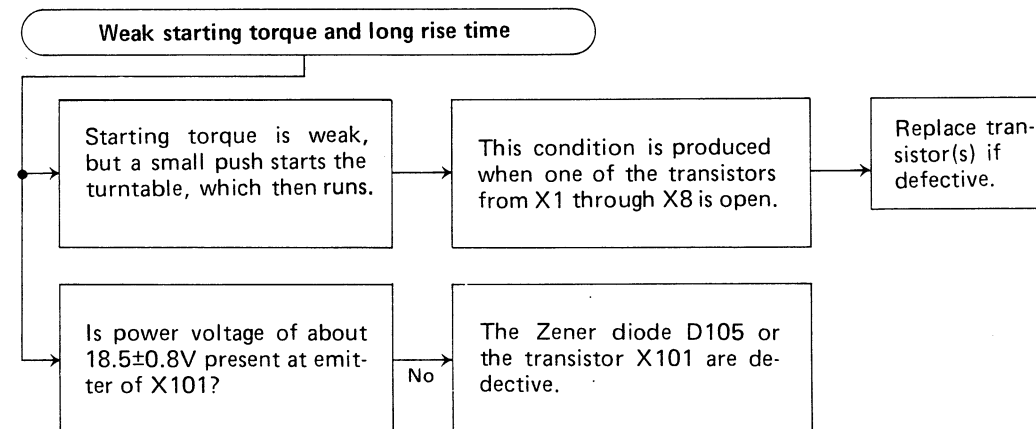 Weak starting torque and long rise time
Starting torque is weak,
but a small push starts the
turntable, which then runs.
This condition is produced
when one of the transistors
from X1 through X8 is open.
Replace tran-
sistor(s) if
defective.
Is power voltage of about
18.5±0.8V present at emit-
ter of X101?
No
The Zener diode D105 or
the transistor X101 are de-
dective.